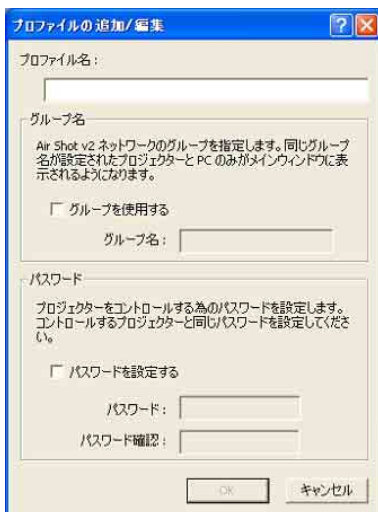 プロファイルの追加/編集
プロファイル名：
グループ名
Air Shot v2 ネットワークのグループを指定します。同じグループ
名が設定されたプロジェクターと PC のみがメインウィンドウに表
示されるようになります。
グループを使用する
グループ名：
パスワード
プロジェクターをコントロールする為のパスワードを設定します。
コントロールするプロジェクターと同じパスワードを設定してくださ
い。
パスワードを設定する
パスワード：
パスワード確認：
OK キャンセル